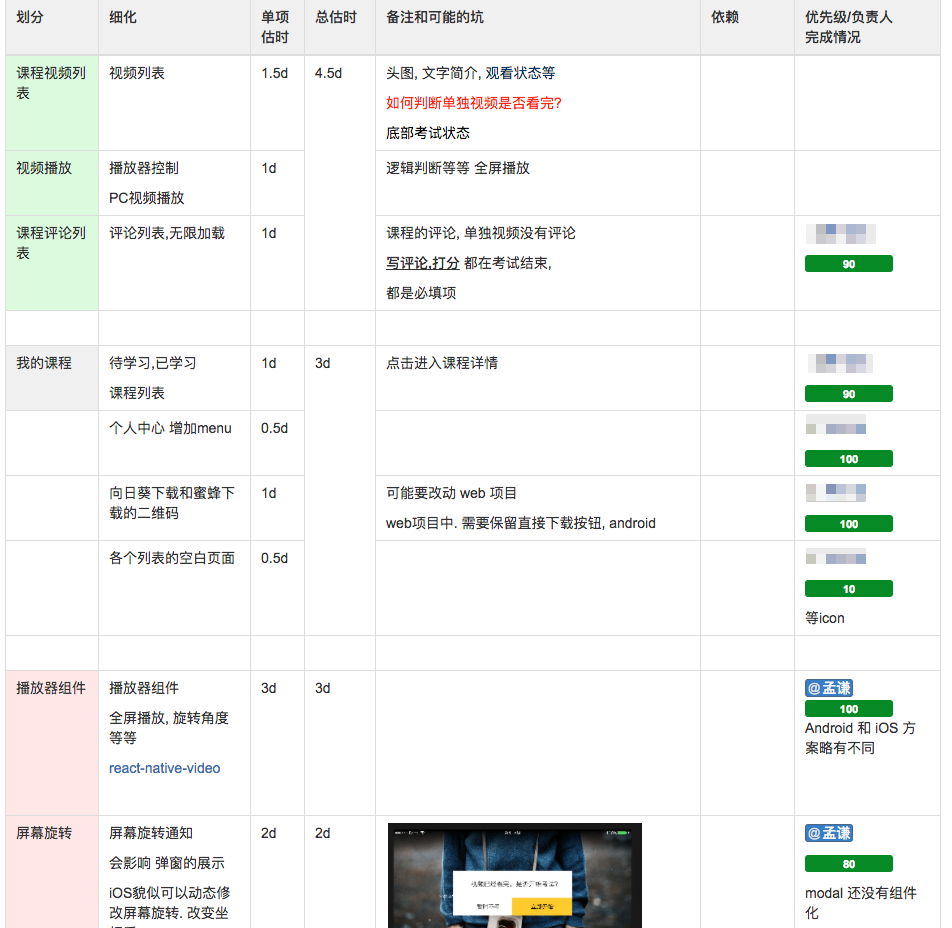 划分
细化
单项
估时
总估时
备注和可能的坑
依赖
优先级/负责人
完成情况
课程视频列
表
视频列表
1.5d
4.5d
头图, 文字简介, 观看状态等
如何判断单独视频是否看完?
底部考试状态
视频播放
播放器控制
PC视频播放
1d
逻辑判断等等 全屏播放
课程评论列
表
评论列表,无限加载
1d
课程的评论, 单独视频没有评论
写评论,打分 都在考试结束,
都是必填项
90
我的课程
待学习,已学习
课程列表
1d
3d
点击进入课程详情
90
个人中心 增加menu
0.5d
100
向日葵下载和蜜蜂下
载的二维码
1d
可能要改动 web 项目
web项目中. 需要保留直接下载按钮, android
100
各个列表的空白页面
0.5d
10
等icon
播放器组件
播放器组件
全屏播放, 旋转角度
等等
react-native-video
3d
3d
@孟谦
100
Android 和 iOS 方
案略有不同
屏幕旋转
屏幕旋转通知
会影响 弹窗的展示
iOS貌似可以动态修
改屏幕旋转. 改变坐
2d
2d
@孟谦
80
modal 还没有组件
化